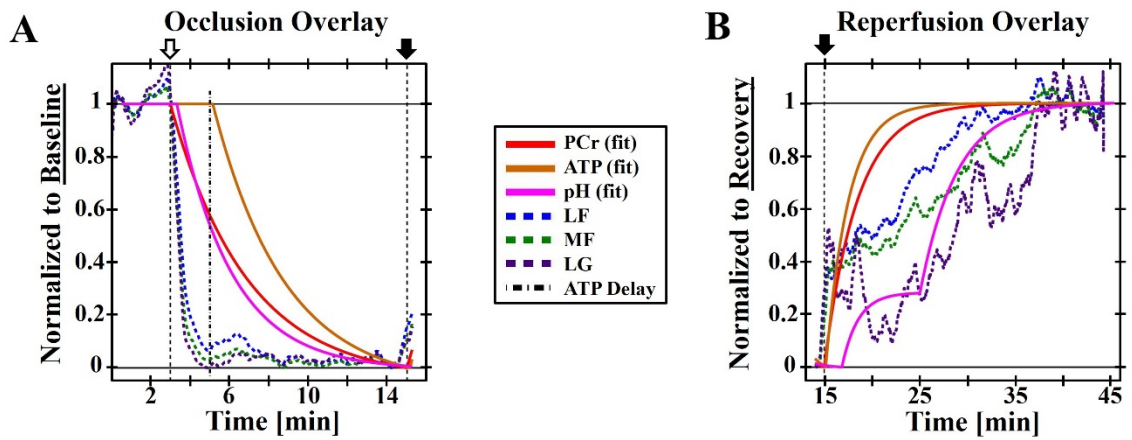 A
Occlusion Overlay
Normalized to Baseline
1
0.8
0.6
0.4
0.2
0
2
6
10
14
Time [min]
PCr (fit)
ATP (fit)
pH (fit)
LF
MF
LG
ATP Delay
B
Reperfusion Overlay
Normalized to Recovery
1
0.8
0.6
0.4
0.2
0
15
25
35
45
Time [min]